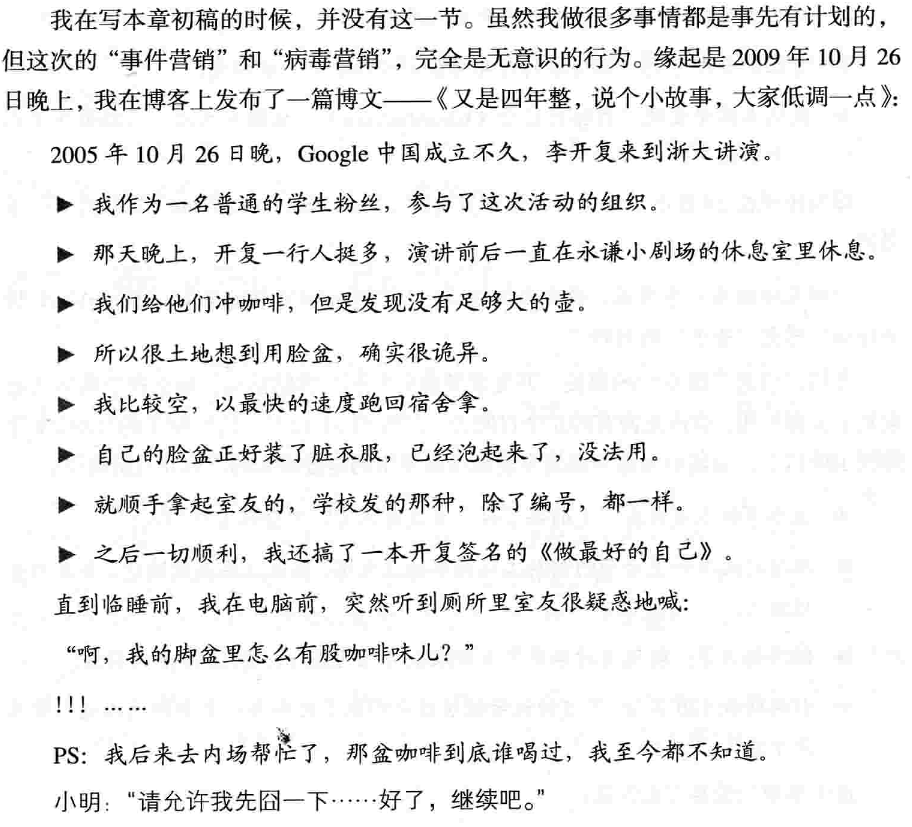 我在写本章初稿的时候，并没有这一节。虽然我做很多事情都是事先有计划的，
但这次的“事件营销”和“病毒营销”，完全是无意识的行为。缘起是 2009 年 10 月 26
日晚上，我在博客上发布了一篇博文——《又是四年整，说个小故事，大家低调一点》：
2005 年 10 月 26 日晚，Google 中国成立不久，李开复来到浙大讲演。
▶ 我作为一名普通的学生粉丝，参与了这次活动的组织。
▶ 那天晚上，开复一行人挺多，演讲前后一直在永谦小剧场的休息室里休息。
▶ 我们给他们冲咖啡，但是发现没有足够大的壶。
▶ 所以很土地想到用脸盆，确实很诡异。
▶ 我比较空，以最快的速度跑回宿舍拿。
▶ 自己的脸盆正好装了脏衣服，已经泡起来了，没法用。
▶ 就顺手拿起室友的，学校发的那种，除了编号，都一样。
▶ 之后一切顺利，我还搞了一本开复签名的《做最好的自己》。
直到临睡前，我在电脑前，突然听到厕所里室友很疑惑地喊：
“啊，我的脚盆里怎么有股咖啡味儿？”
!!! ……
PS：我后来去内场帮忙了，那盆咖啡到底谁喝过，我至今都不知道。
小明：“请允许我先囧一下……好了，继续吧。”